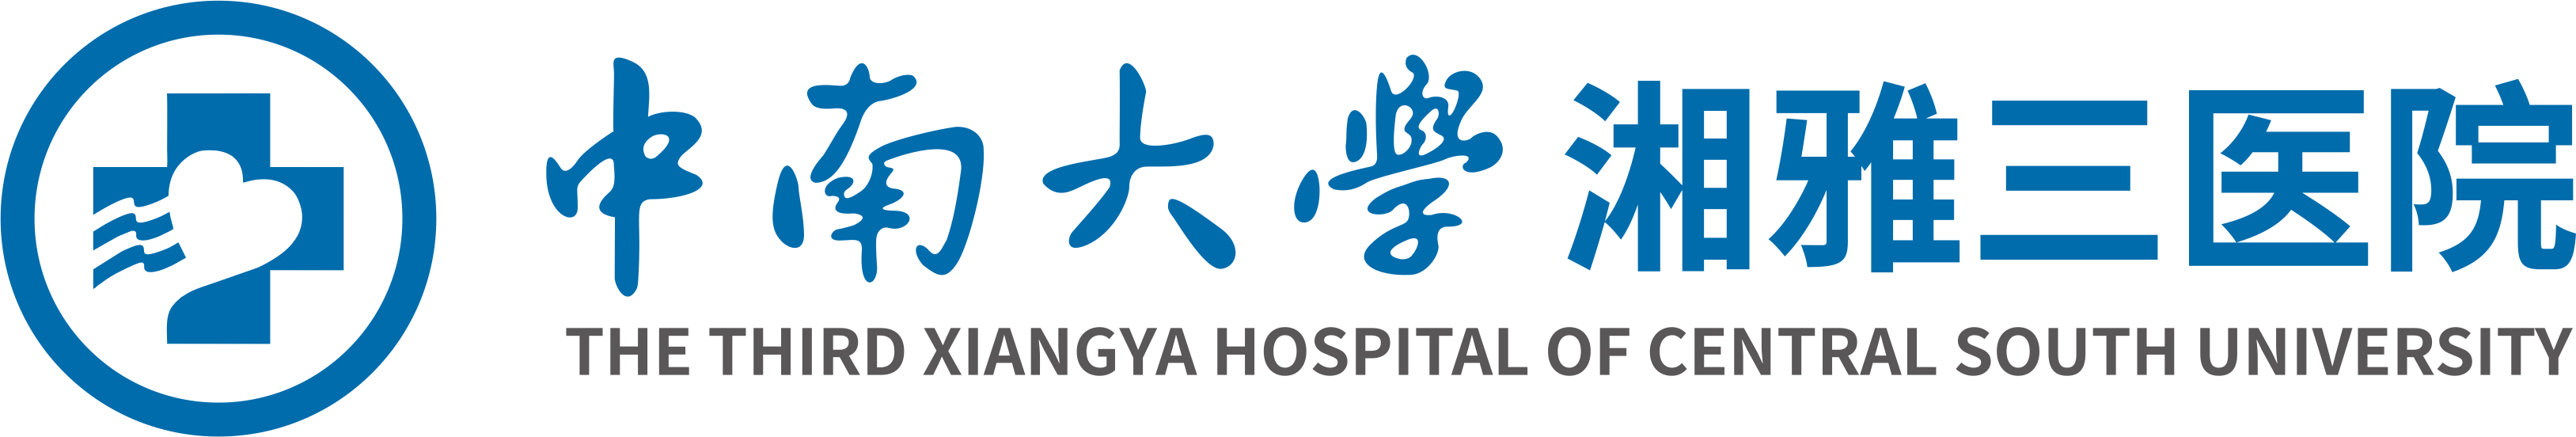 中南大學湘雅三医院
THE THIRD XIANGYA HOSPITAL OF CENTRAL SOUTH UNIVERSITY